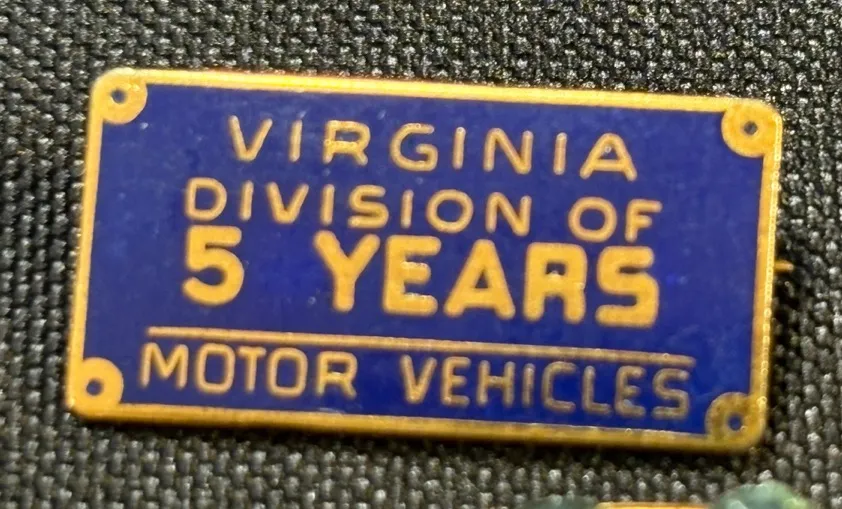 VIRGINIA
DIVISION OF
5 YEARS
MOTOR VEHICLES